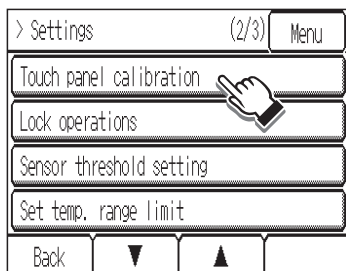 > Settings (2/3) Menu
Touch panel calibration
Lock operations
Sensor threshold setting
Set temp. range limit
Back ▼ ▲